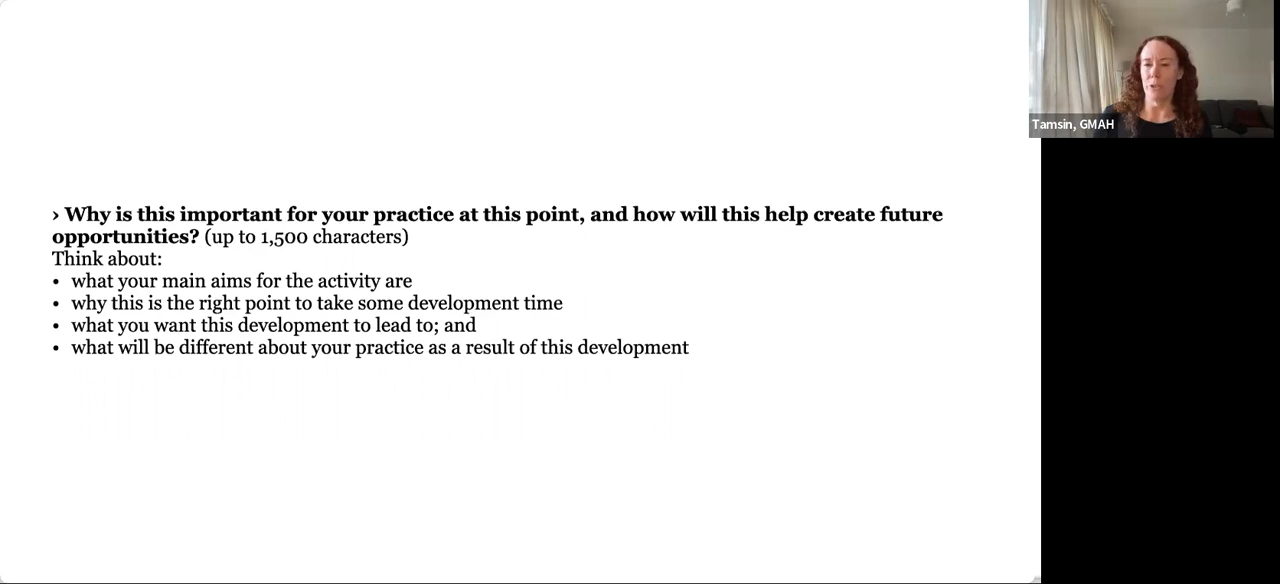 › Why is this important for your practice at this point, and how will this help create future
opportunities? (up to 1,500 characters)
Think about:
• what your main aims for the activity are
• why this is the right point to take some development time
• what you want this development to lead to; and
• what will be different about your practice as a result of this development
Tamsin, GMAH